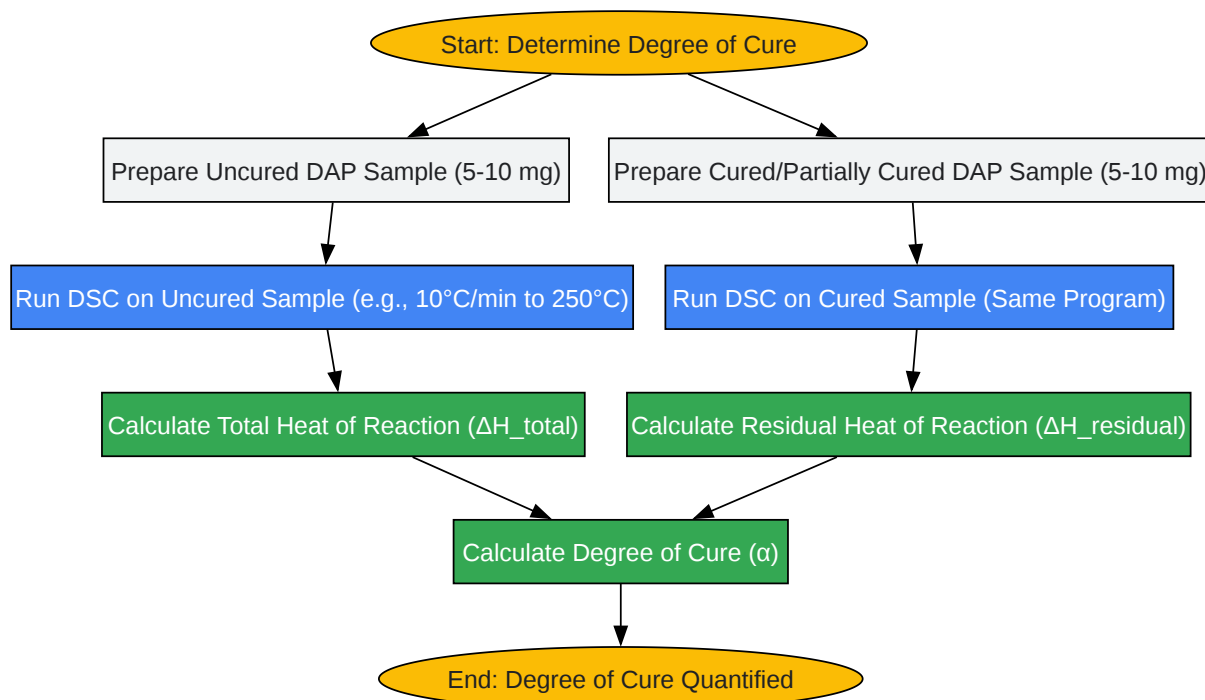 Start: Determine Degree of Cure
Prepare Uncured DAP Sample (5-10 mg)
Prepare Cured/Partially Cured DAP Sample (5-10 mg)
Run DSC on Uncured Sample (e.g., 10°C/min to 250°C)
Run DSC on Cured Sample (Same Program)
Calculate Total Heat of Reaction (ΔH_total)
Calculate Residual Heat of Reaction (ΔH_residual)
Calculate Degree of Cure (α)
End: Degree of Cure Quantified